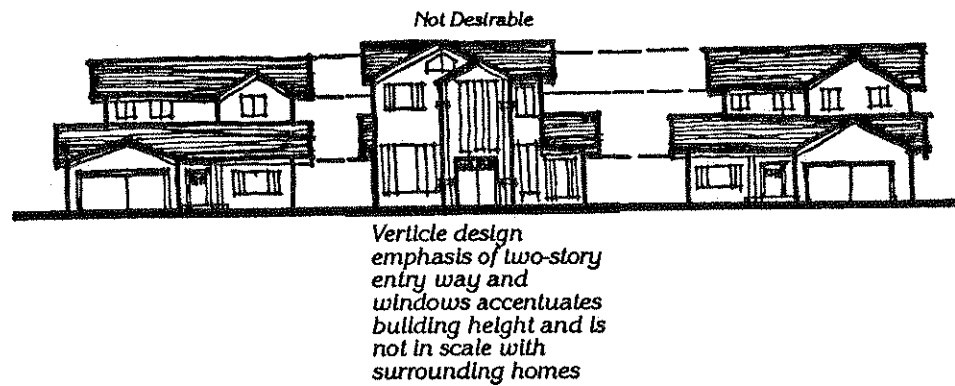 Not Desirable
Verticle design
emphasis of two-story
entry way and
windows accentuates
building height and is
not in scale with
surrounding homes